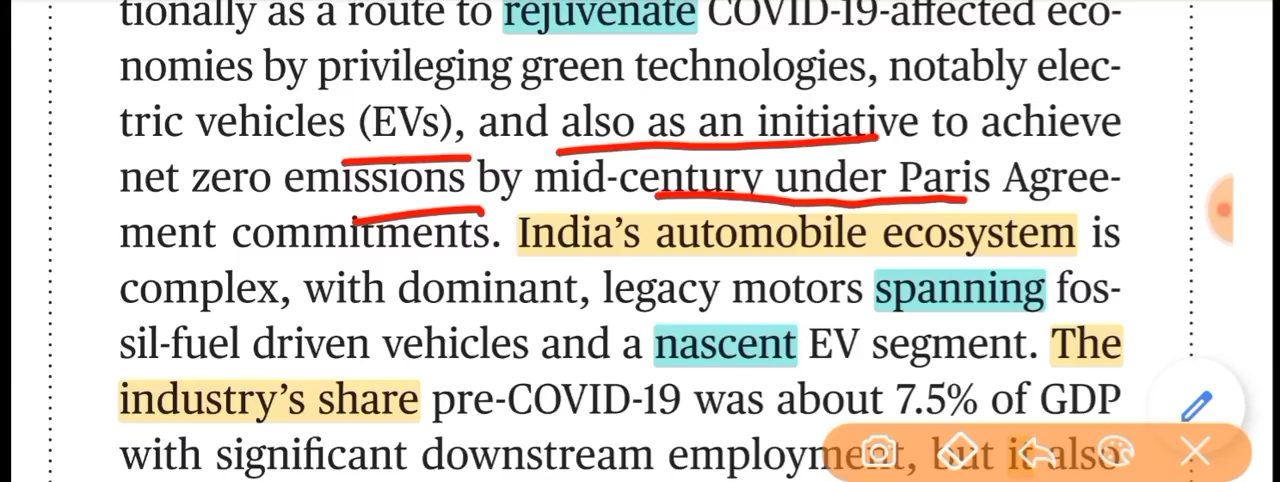 tionally as a route to rejuvenate COVID-19-affected eco-
nomies by privileging green technologies, notably elec-
tric vehicles (EVs), and also as an initiative to achieve
net zero emissions by mid-century under Paris Agree-
ment commitments. India's automobile ecosystem is
complex, with dominant, legacy motors spanning fos-
sil-fuel driven vehicles and a nascent EV segment. The
industry's share pre-COVID-19 was about 7.5% of GDP
with significant downstream employment, but it also